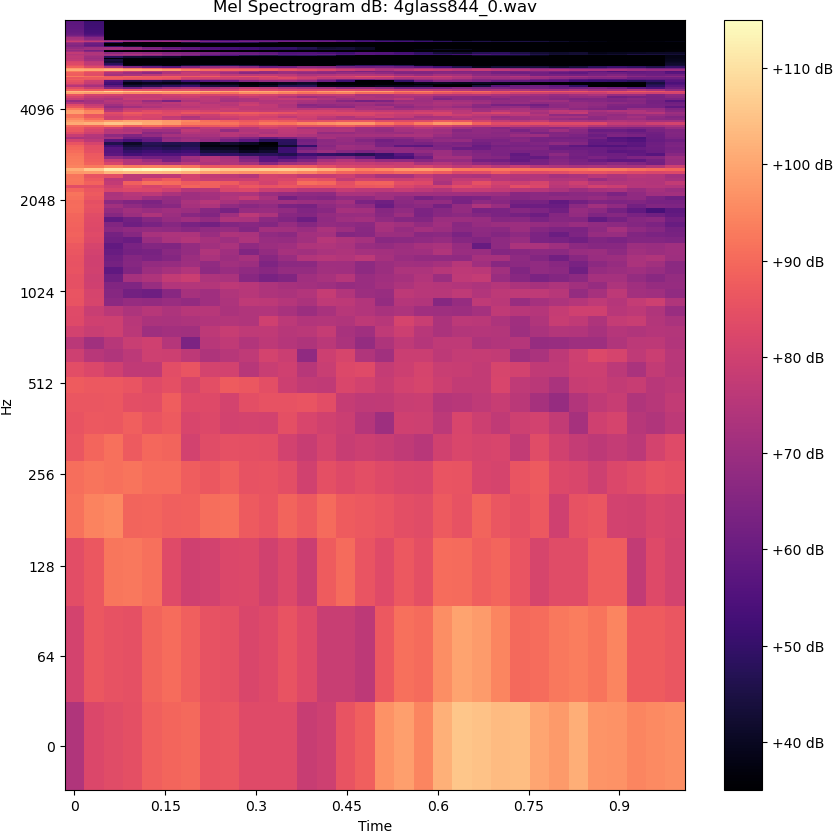 Mel Spectrogram dB: 4glass844_0.wav
+110 dB
4096
+100 dB
2048
+90 dB
1024
+80 dB
512
Hz
+70 dB
256
+60 dB
128
+50 dB
64
+40 dB
0
0 0.15 0.3 0.45 0.6 0.75 0.9
Time